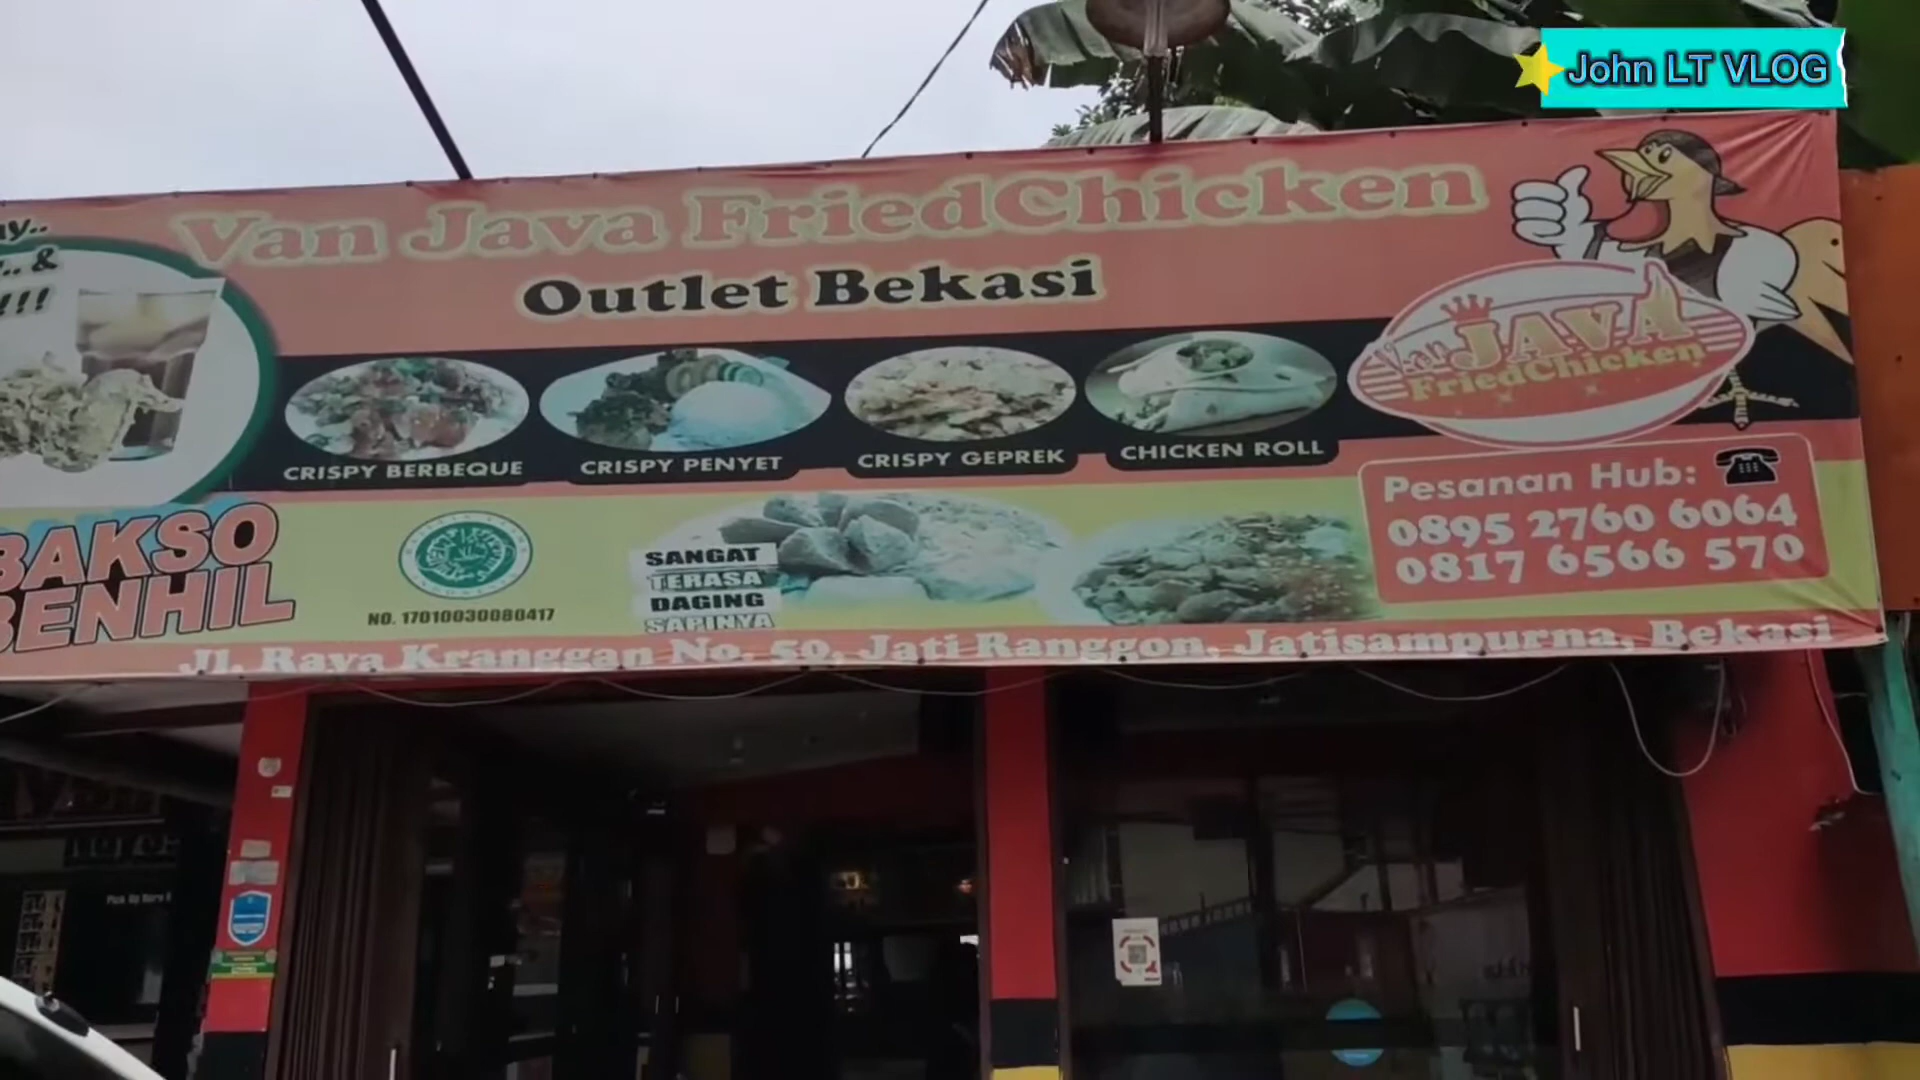 John LT VLOG
Van Java FriedChicken
Outlet Bekasi
&
!!!
Van JAVA
FriedChicken
CRISPY BERBEQUE
CRISPY PENYET
CRISPY GEPREK
CHICKEN ROLL
Pesanan Hub:
0895 2760 6064
0817 6566 570
BAKSO
BENHIL
NO. 17010030080417
SANGAT
TERASA
DAGING
SAPINYA
Jl. Raya Kranggan No. 50, Jati Ranggon, Jatisampurna, Bekasi